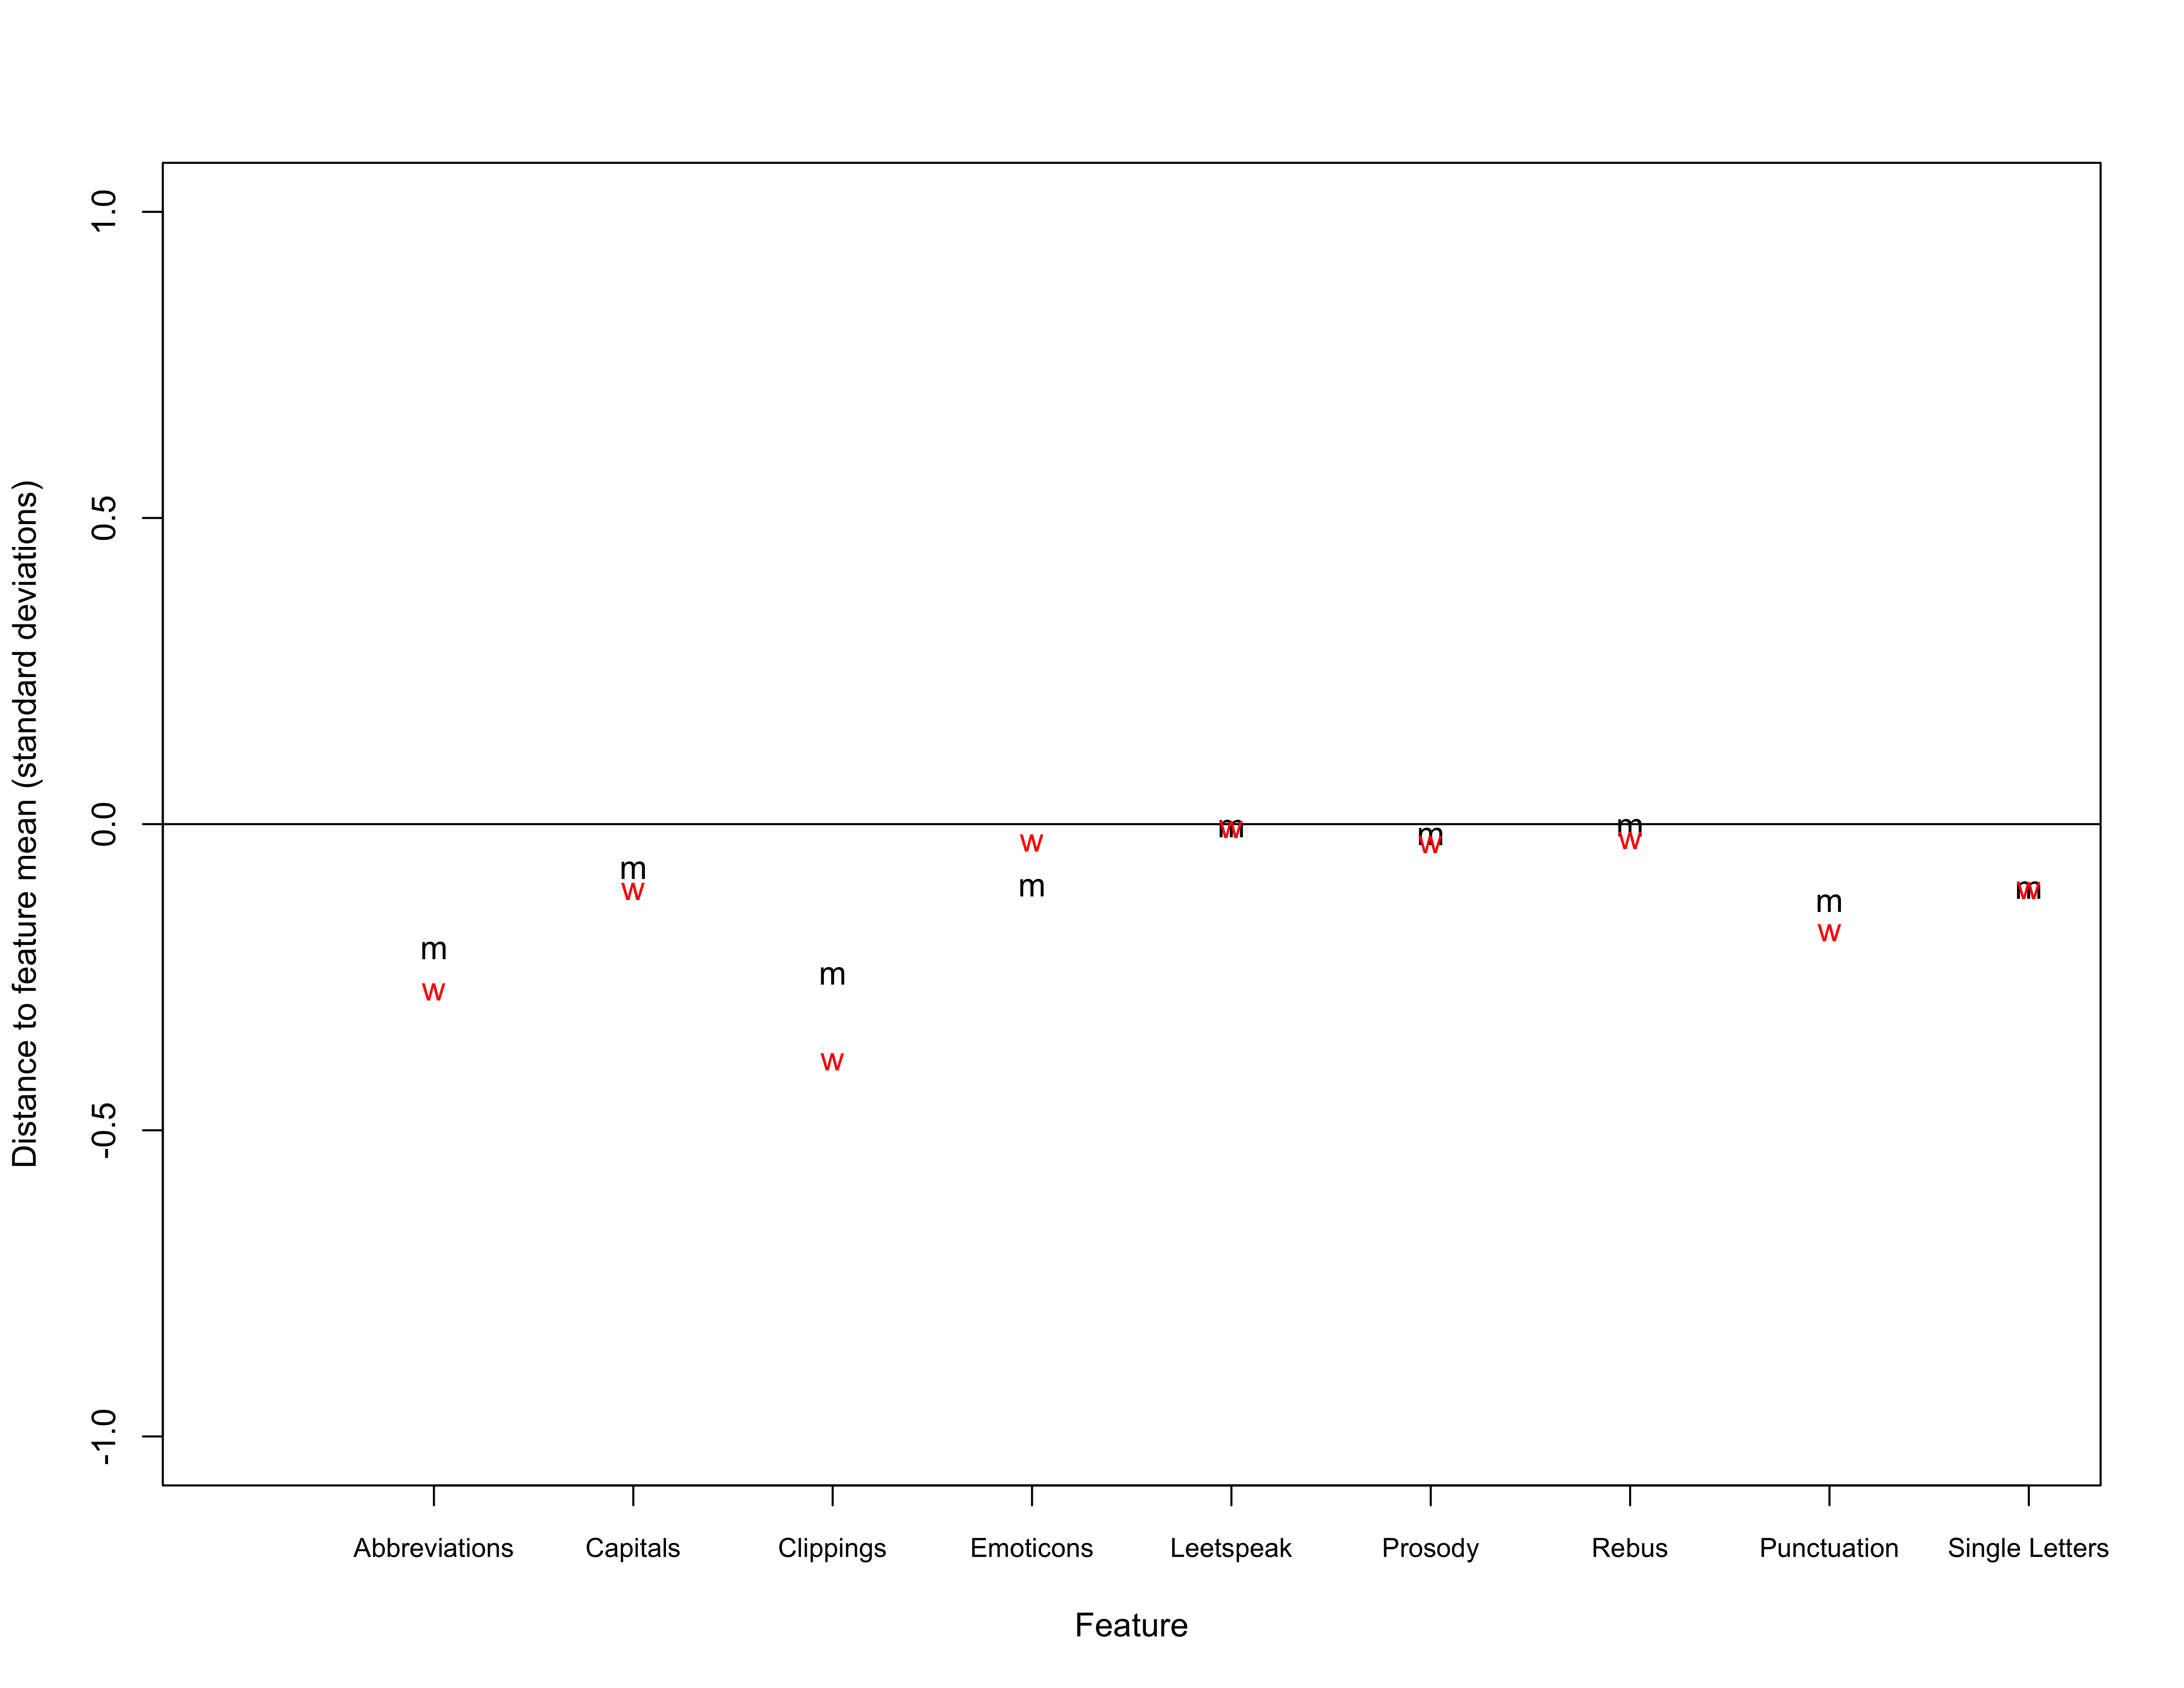 Distance to feature mean (standard deviations)
1.0
0.5
0.0
-0.5
-1.0
m
w
m
w
m
w
w
m
m
w
m
w
m
w
m
w
m
w
Abbreviations Capitals Clippings Emoticons Leetspeak Prosody Rebus Punctuation Single Letters
Feature